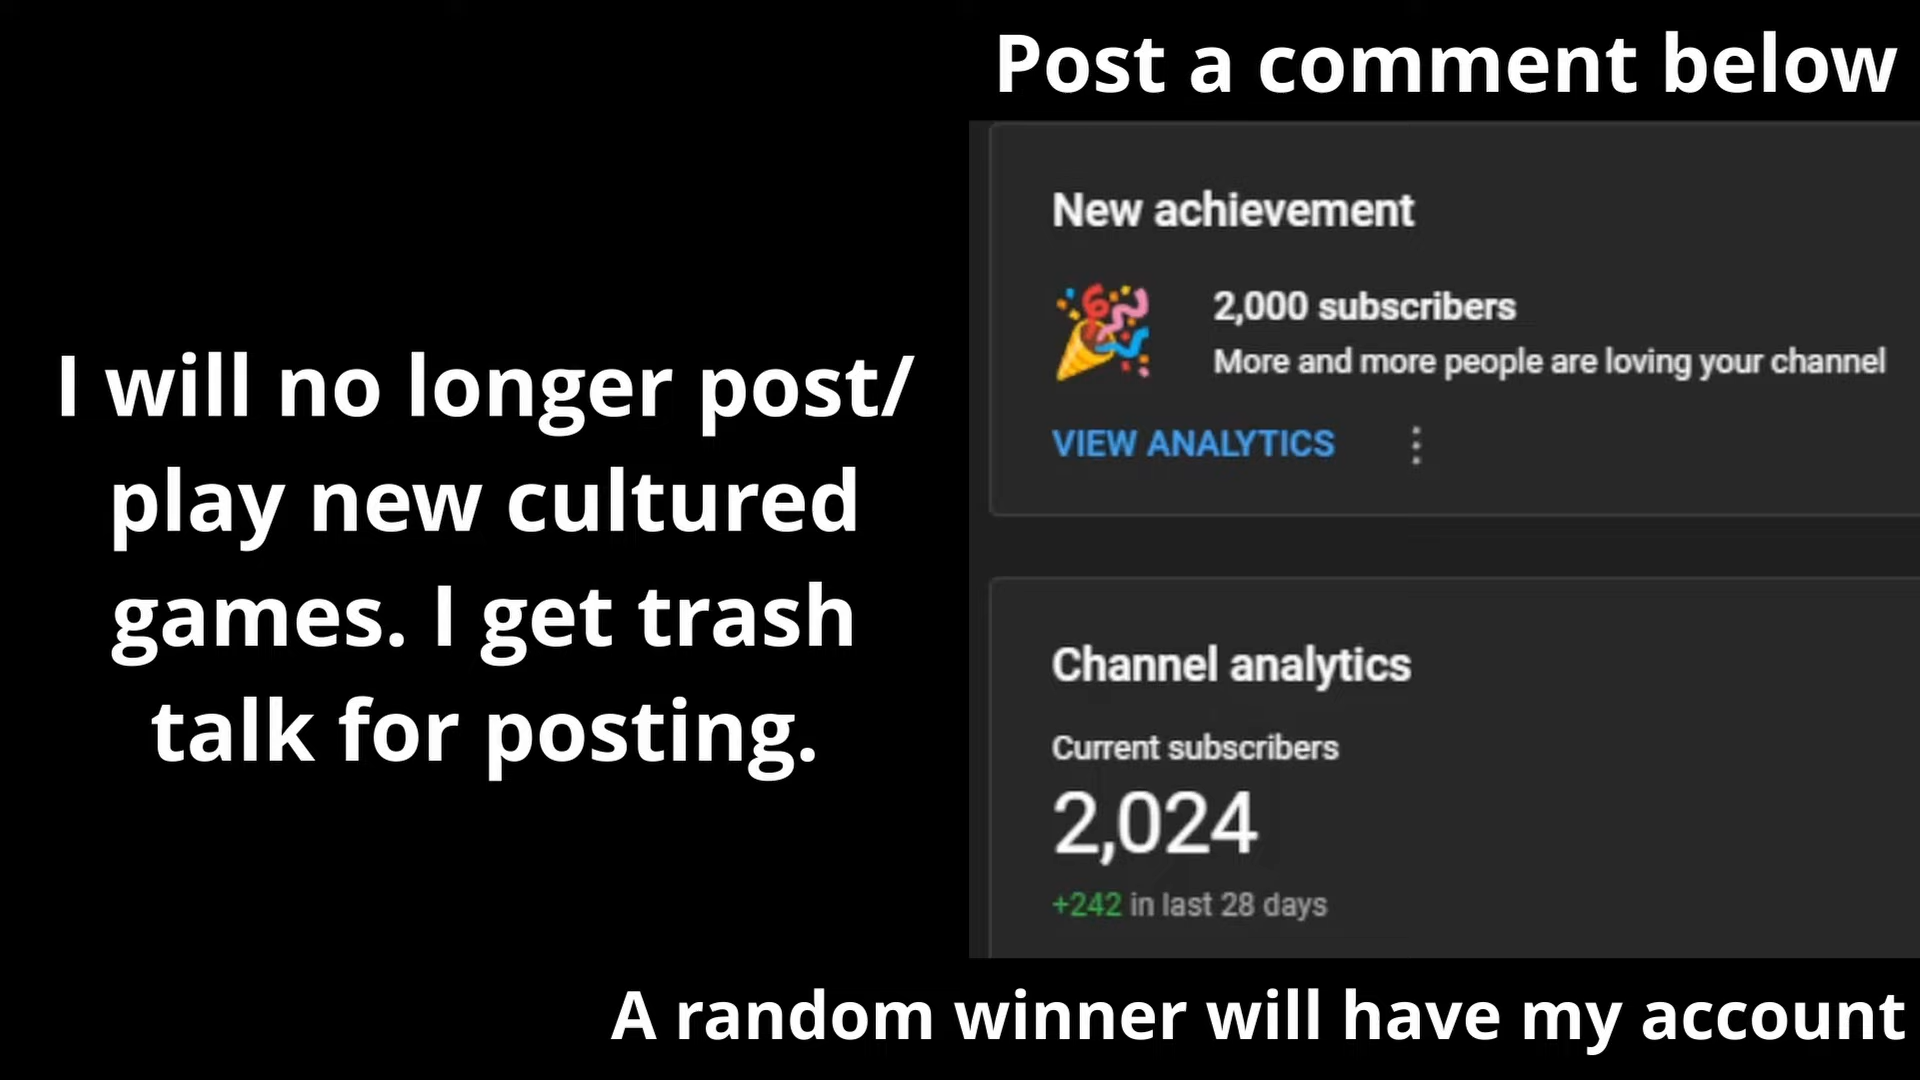 Post a comment below
I will no longer post/
play new cultured
games. I get trash
talk for posting.
New achievement
2,000 subscribers
More and more people are loving your channel
VIEW ANALYTICS
Channel analytics
Current subscribers
2,024
+242 in last 28 days
A random winner will have my account